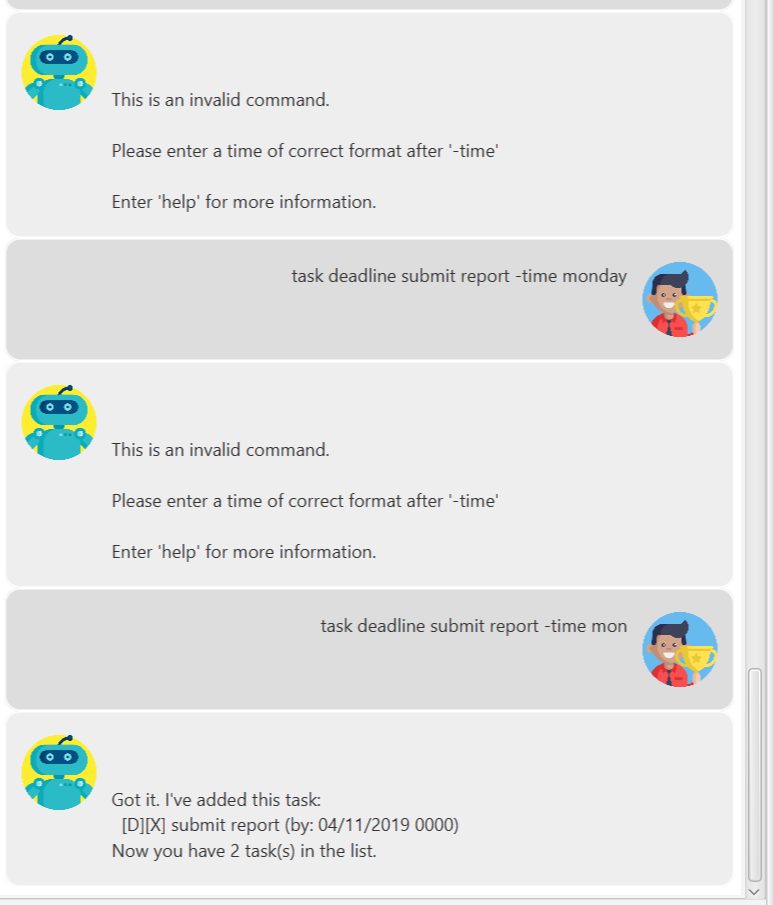 This is an invalid command.
Please enter a time of correct format after '-time'
Enter 'help' for more information.
task deadline submit report -time monday
This is an invalid command.
Please enter a time of correct format after '-time'
Enter 'help' for more information.
task deadline submit report -time mon
Got it. I've added this task:
[D][X] submit report (by: 04/11/2019 0000)
Now you have 2 task(s) in the list.